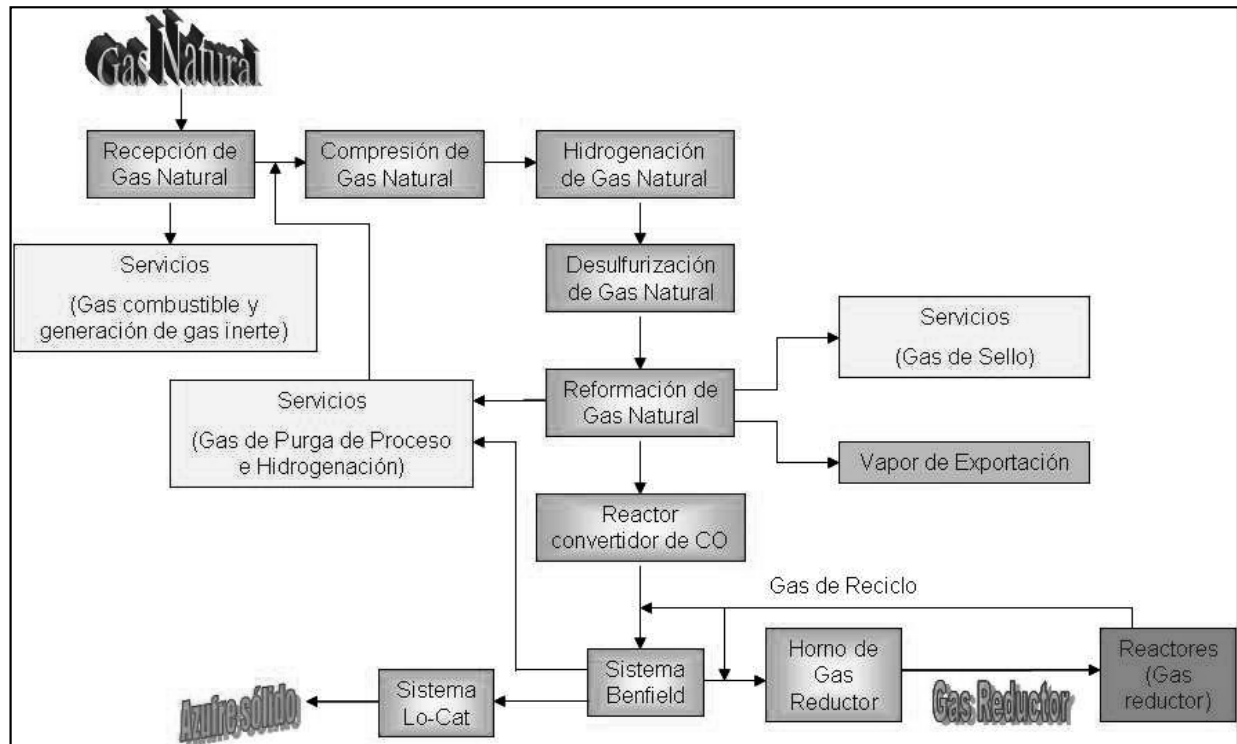 Gas Natural
Recepción de
Gas Natural
Compresión de
Gas Natural
Hidrogenación
de Gas Natural
Servicios
(Gas combustible y
generación de gas inerte)
Desulfurización
de Gas Natural
Servicios
(Gas de Sello)
Reformación de
Gas Natural
Servicios
(Gas de Purga de Proceso
e Hidrogenación)
Vapor de Exportación
Reactor
convertidor de CO
Gas de Reciclo
Sistema
Benfield
Horno de
Gas
Reductor
Gas Reductor
Reactores
(Gas
reductor)
Sistema
Lo-Cat
Azufre sólido